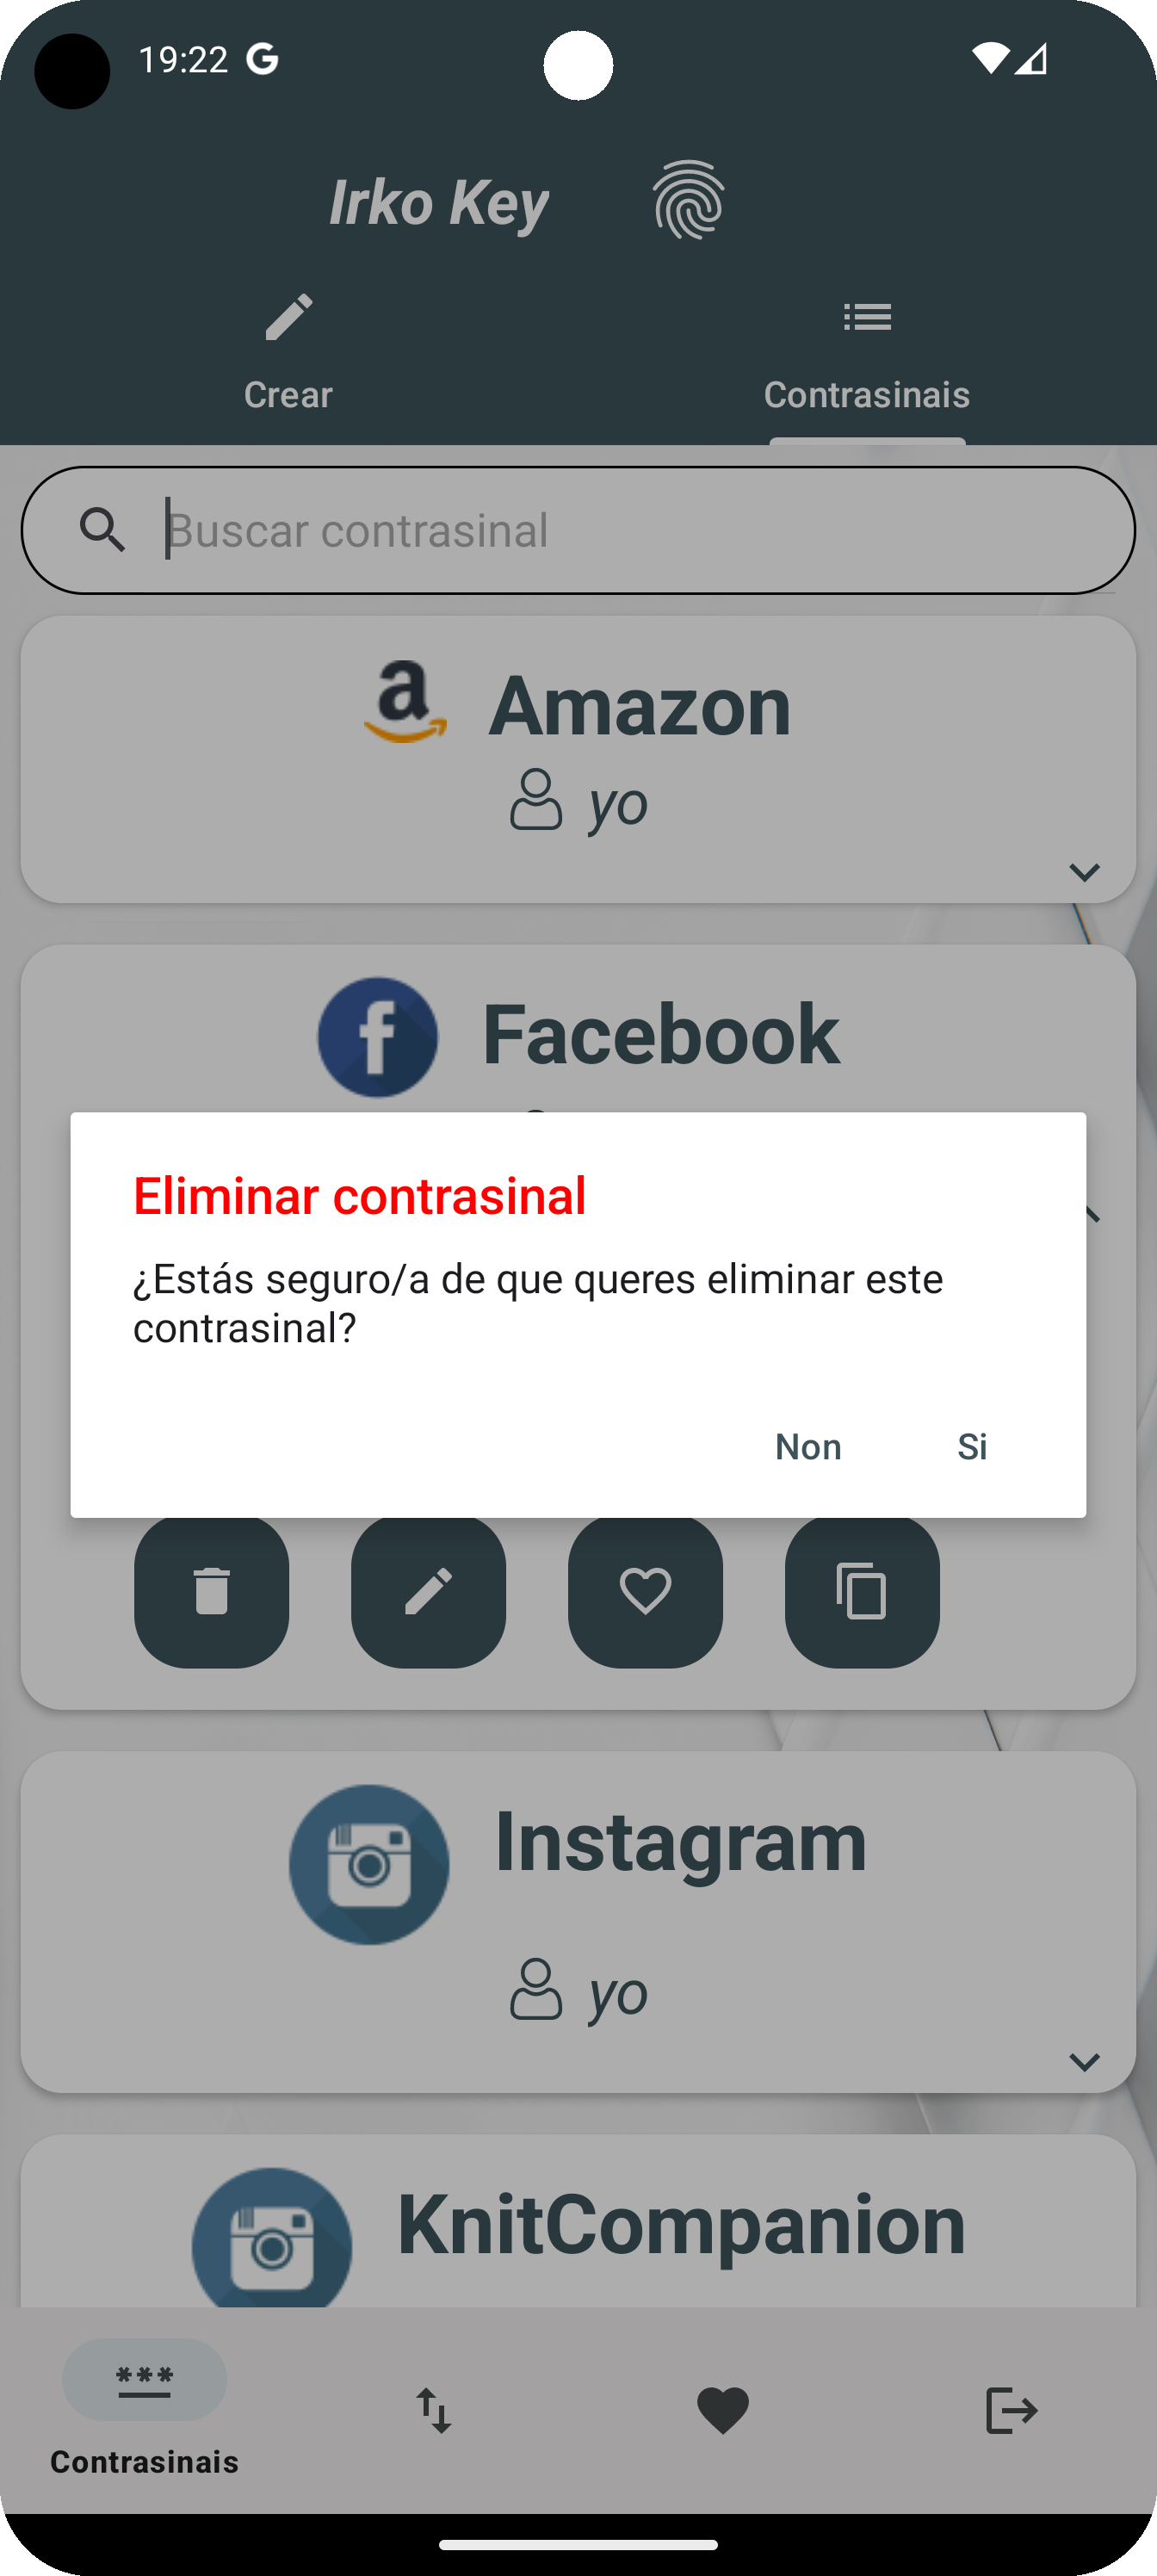 19:22
Irko Key
Crear
Contrasinais
Buscar contrasinal
Amazon
yo
Facebook
Eliminar contrasinal
¿Estás seguro/a de que queres eliminar este
contrasinal?
Non Si
Instagram
yo
KnitCompanion
Contrasinais